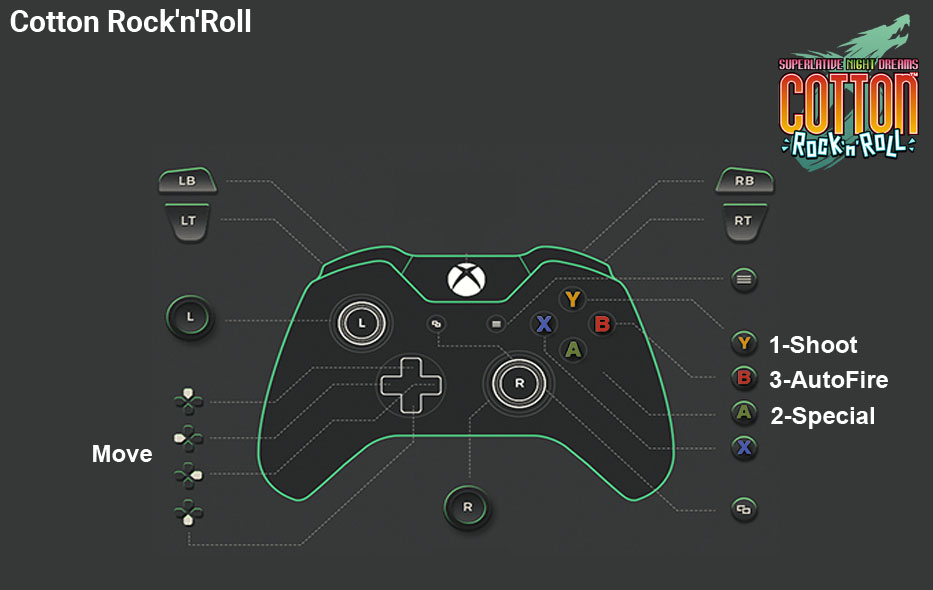 Cotton Rock'n'Roll
SUPERLATIVE NIGHT DREAMS
COTTON™
ROCK'n'ROLL
LB
RB
LT
RT
L
L
Y
X
B
A
R
Y 1-Shoot
B 3-AutoFire
A 2-Special
X
Move
R